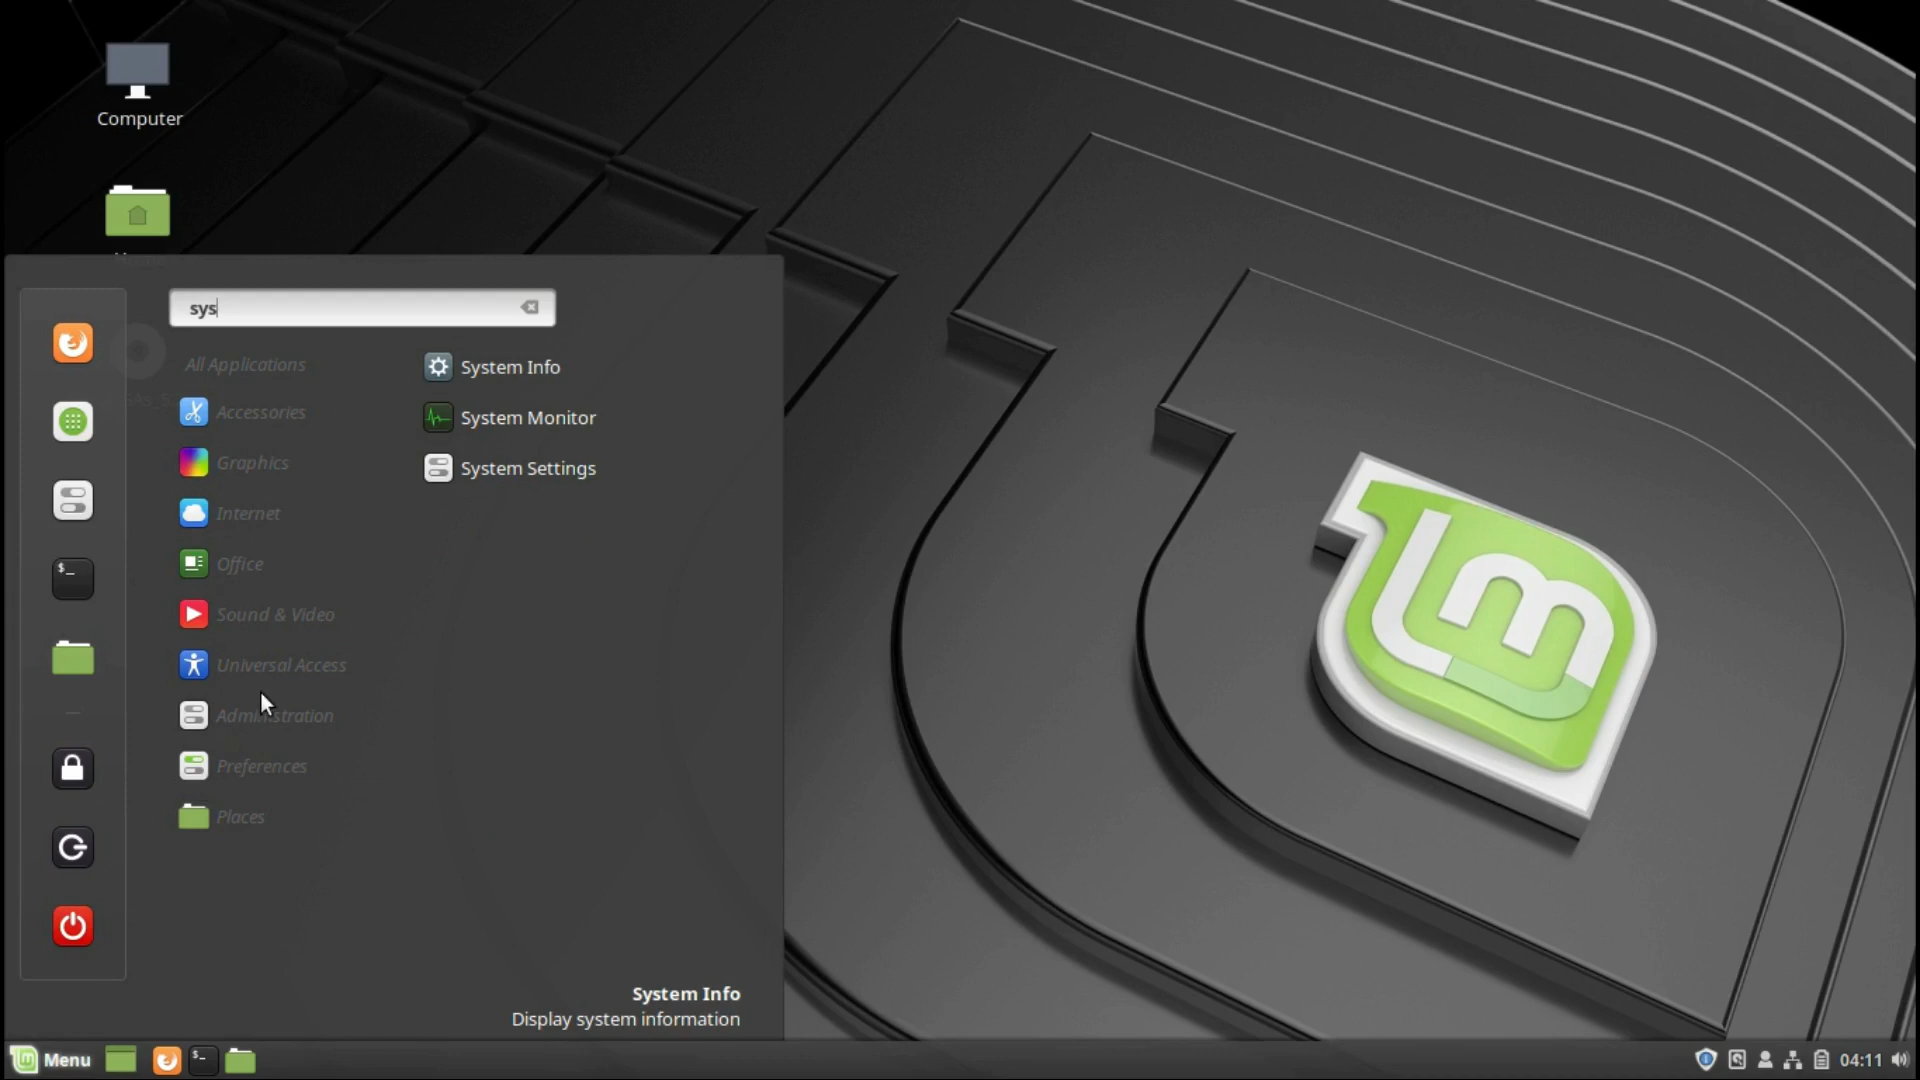 Computer
sys
All Applications
Accessories
Graphics
Internet
Office
Sound & Video
Universal Access
Administration
Preferences
Places
System Info
System Monitor
System Settings
System Info
Display system information
Menu
04:11